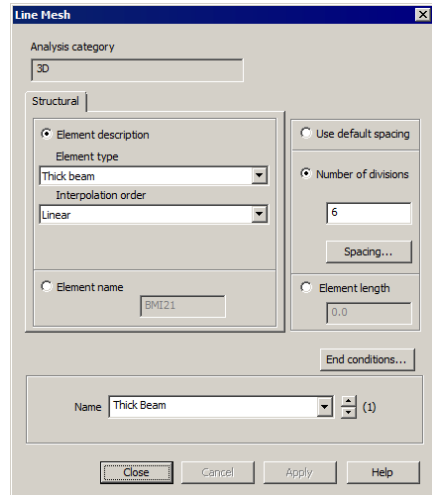 Line Mesh
Analysis category
3D
Structural
Element description
Element type
Thick beam
Interpolation order
Linear
Element name
BMI21
Use default spacing
Number of divisions
6
Spacing...
Element length
0.0
End conditions...
Name Thick Beam (1)
Close Cancel Apply Help